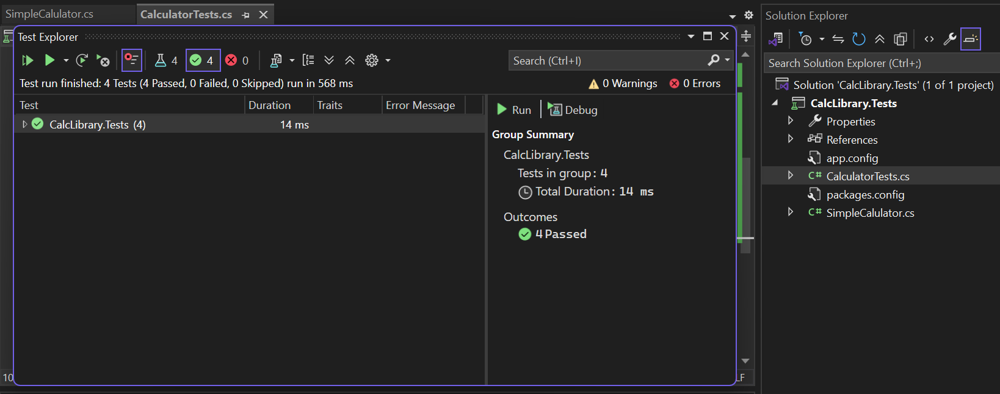 SimpleCalulator.cs
CalculatorTests.cs
Test Explorer
4
4
0
Search (Ctrl+I)
Test run finished: 4 Tests (4 Passed, 0 Failed, 0 Skipped) run in 568 ms
0 Warnings
0 Errors
Test Duration Traits Error Message
CalcLibrary.Tests (4) 14 ms
Run
Debug
Group Summary
CalcLibrary.Tests
Tests in group: 4
Total Duration: 14 ms
Outcomes
4 Passed
10
LF
Solution Explorer
Search Solution Explorer (Ctrl+;)
Solution 'CalcLibrary.Tests' (1 of 1 project)
CalcLibrary.Tests
Properties
References
app.config
C# CalculatorTests.cs
packages.config
C# SimpleCalulator.cs